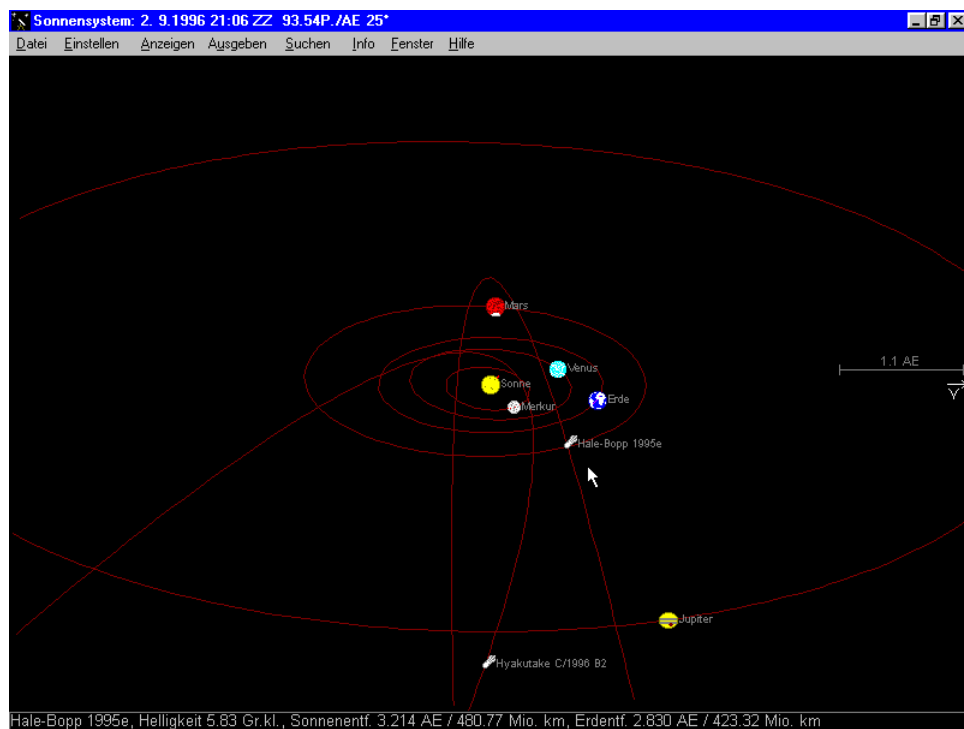 Sonnensystem: 2. 9.1996 21:06 ZZ 93.54P./AE 25*
Datei Einstellen Anzeigen Ausgeben Suchen Info Fenster Hilfe
Mars
1.1 AE
Venus
Sonne
Erde
Merkur
Hale-Bopp 1995e
Jupiter
Hyakutake C/1996 B2
Hale-Bopp 1995e, Helligkeit 5.83 Gr.kl., Sonnenentf. 3.214 AE / 480.77 Mio. km, Erdentf. 2.830 AE / 423.32 Mio. km